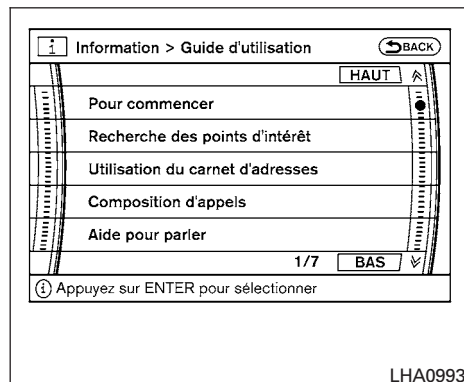 i Information > Guide d'utilisation BACK
HAUT
Pour commencer
Recherche des points d'intérêt
Utilisation du carnet d'adresses
Composition d'appels
Aide pour parler
1/7 BAS
i Appuyez sur ENTER pour sélectionner
LHA0993